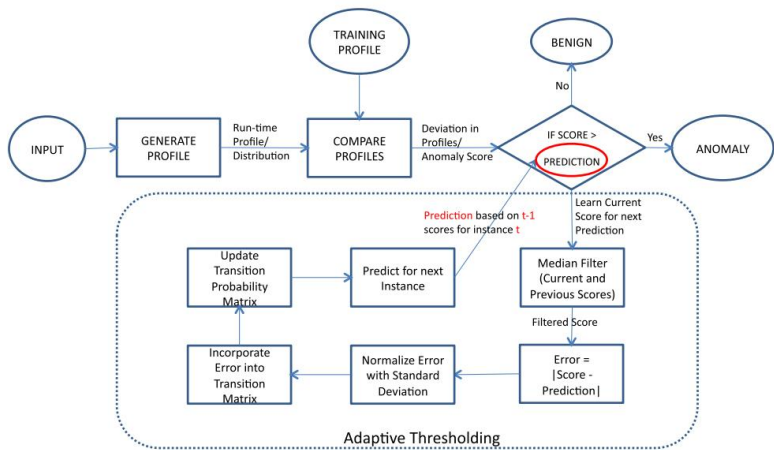 TRAINING
PROFILE
BENIGN
No
INPUT
GENERATE
PROFILE
Run-time
Profile/
Distribution
COMPARE
PROFILES
Deviation in
Profiles/
Anomaly Score
IF SCORE >
PREDICTION
Yes
ANOMALY
Learn Current
Score for next
Prediction
Prediction based on t-1
scores for instance t
Update
Transition
Probability
Matrix
Predict for next
Instance
Median Filter
(Current and
Previous Scores)
Filtered Score
Incorporate
Error into
Transition
Matrix
Normalize Error
with Standard
Deviation
Error =
|Score -
Prediction|
Adaptive Thresholding